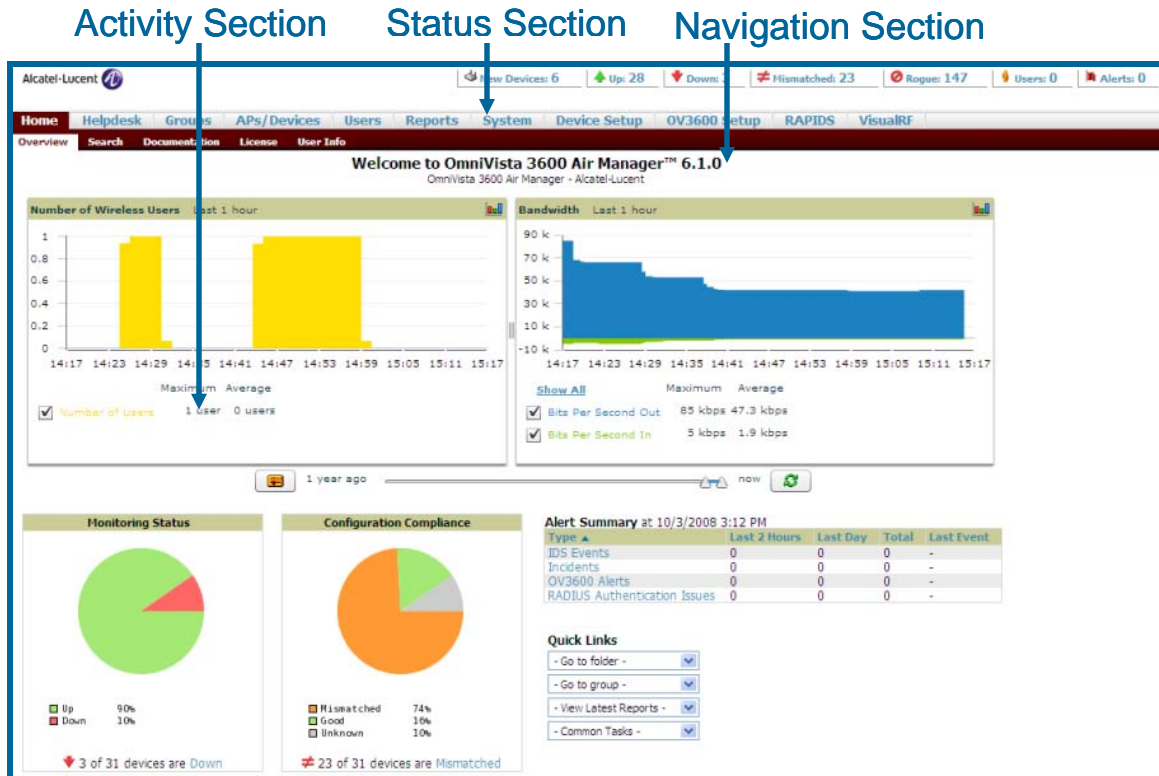 Activity Section Status Section Navigation Section
Alcatel-Lucent New Devices: 6 Up: 28 Down: Mismatched: 23 Rogue: 147 Users: 0 Alerts: 0
Home Helpdesk Groups APs/Devices Users Reports System Device Setup OV3600 Setup RAPIDS VisualRF
Overview Search Documentation License User Info
Welcome to OmniVista 3600 Air Manager™ 6.1.0
OmniVista 3600 Air Manager - Alcatel-Lucent
Number of Wireless Users Last 1 hour
1
0.8
0.6
0.4
0.2
0
14:17 14:23 14:29 14:35 14:41 14:47 14:53 14:59 15:05 15:11 15:17
Maximum Average
Number of Users 1 user 0 users
Bandwidth Last 1 hour
90 k
70 k
50 k
30 k
10 k
-10 k
14:17 14:23 14:29 14:35 14:41 14:47 14:53 14:59 15:05 15:11 15:17
Show All Maximum Average
Bits Per Second Out 85 kbps 47.3 kbps
Bits Per Second In 5 kbps 1.9 kbps
1 year ago now
Monitoring Status
Up 90%
Down 10%
3 of 31 devices are Down
Configuration Compliance
Mismatched 74%
Good 16%
Unknown 10%
23 of 31 devices are Mismatched
Alert Summary at 10/3/2008 3:12 PM
Type Last 2 Hours Last Day Total Last Event
IDS Events 0 0 0 -
Incidents 0 0 0 -
OV3600 Alerts 0 0 0 -
RADIUS Authentication Issues 0 0 0 -
Quick Links
- Go to folder -
- Go to group -
- View Latest Reports -
- Common Tasks -